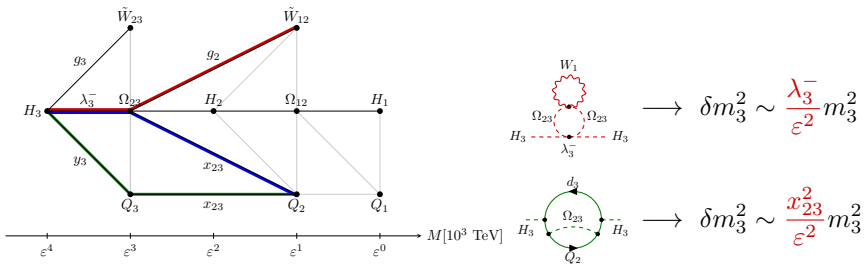 W̃₂₃ W̃₁₂
g₃ g₂
H₃ λ₃⁻ Ω₂₃ H₂ Ω₁₂ H₁
y₃ x₂₃
x₂₃
Q₃ Q₂ Q₁
M[10³ TeV]
ε⁴ ε³ ε² ε¹ ε⁰
W₁
Ω₂₃ Ω₂₃
H₃ H₃
λ₃⁻
⟶ δm₃² ∼ λ₃⁻/ε² m₃²
d₃
Ω₂₃
H₃ H₃
Q₂
⟶ δm₃² ∼ x₂₃²/ε² m₃²